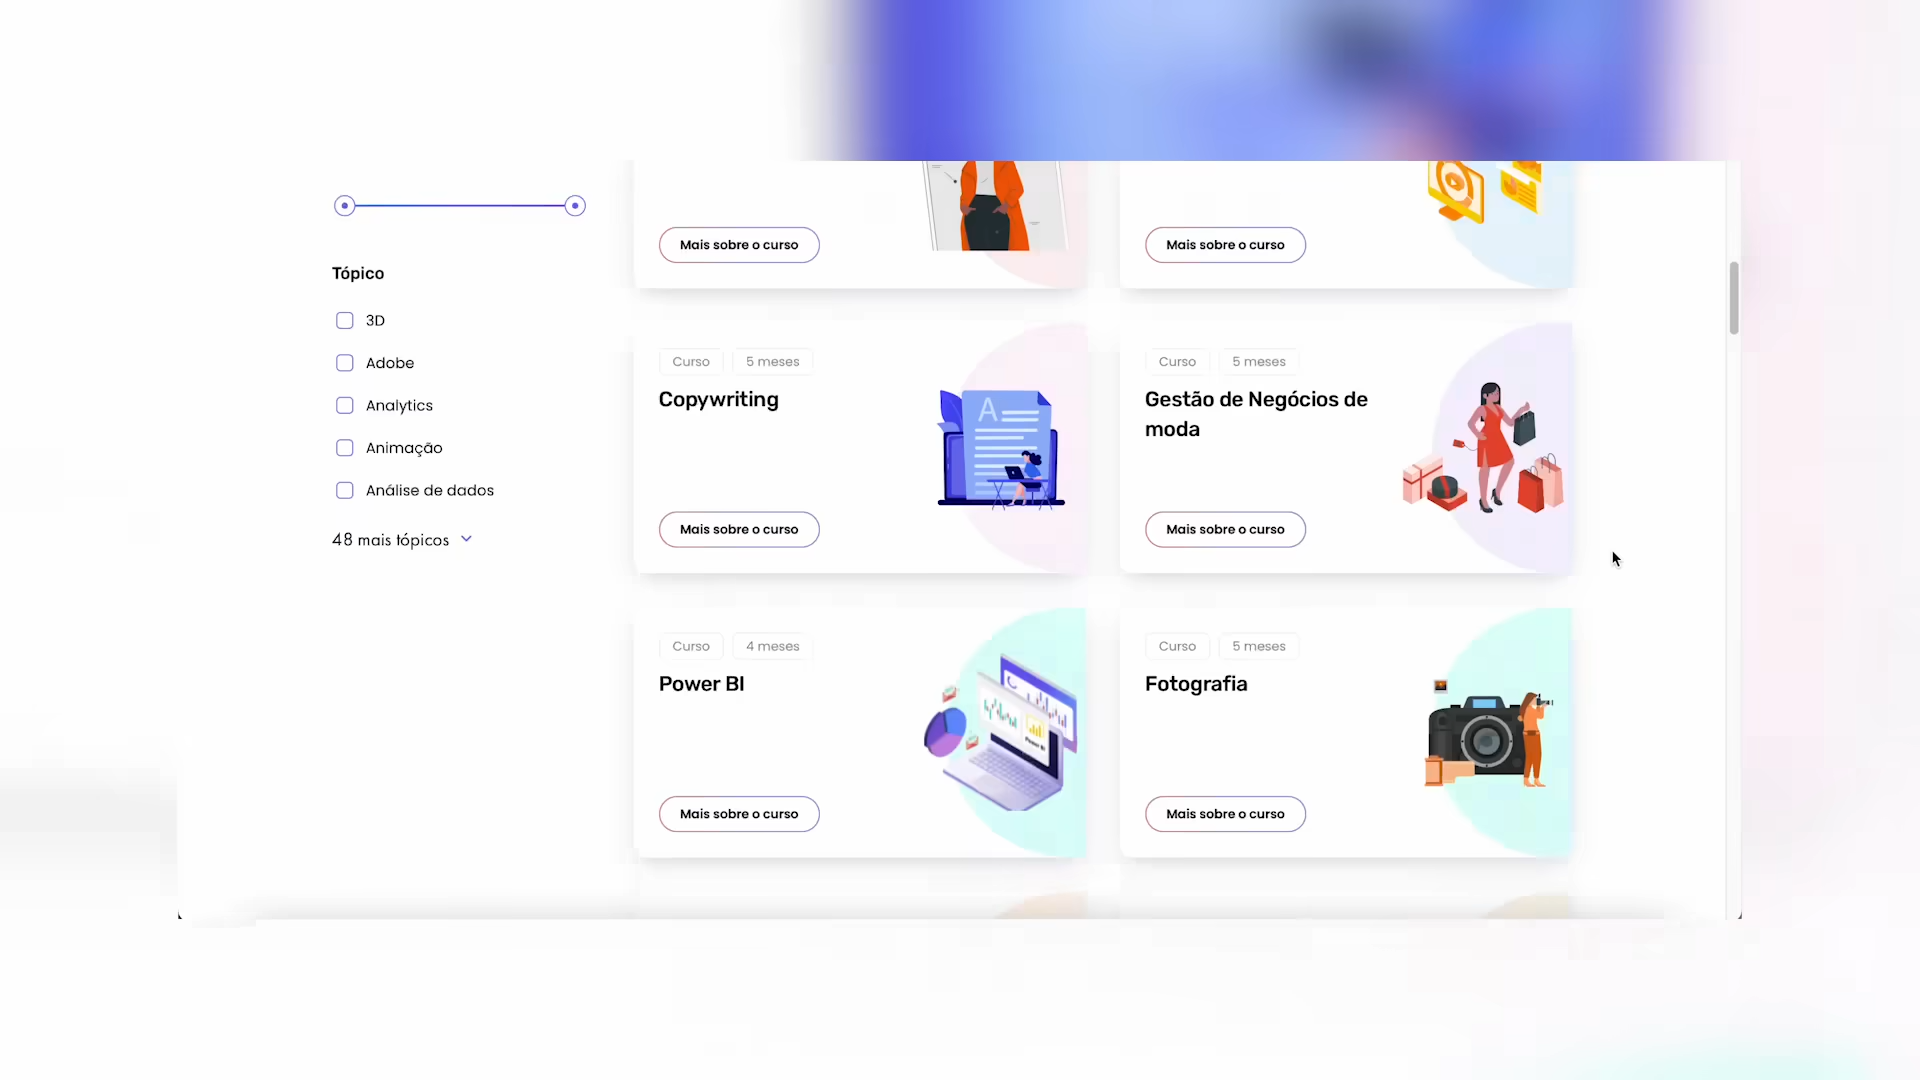 Mais sobre o curso
Mais sobre o curso
Tópico
3D
Adobe
Analytics
Animação
Análise de dados
48 mais tópicos
Curso
5 meses
Copywriting
A
Mais sobre o curso
Curso
5 meses
Gestão de Negócios de
moda
Mais sobre o curso
Curso
4 meses
Power BI
Power BI
Mais sobre o curso
Curso
5 meses
Fotografia
Mais sobre o curso